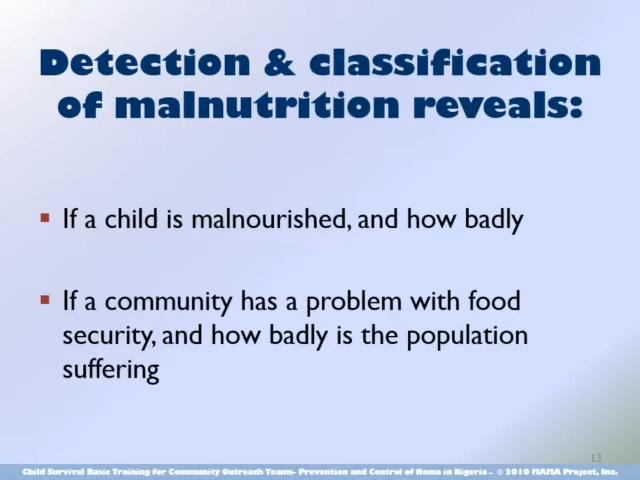 Detection & classification
of malnutrition reveals:
▪ If a child is malnourished, and how badly
▪ If a community has a problem with food
security, and how badly is the population
suffering
13
Child Survival Basic Training for Community Outreach Teams- Prevention and Control of Noma in Nigeria - © 2010 MAMA Project, Inc.